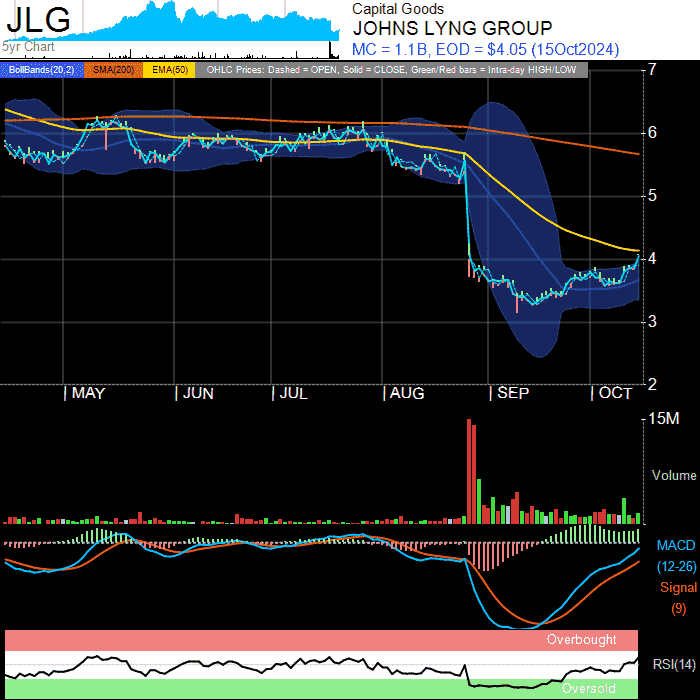 JLG
5yr Chart
Capital Goods
JOHNS LYNG GROUP
MC = 1.1B, EOD = $4.05 (15Oct2024)
BollBands(20,2) SMA(200) EMA(50) OHLC Prices: Dashed = OPEN, Solid = CLOSE, Green/Red bars = Intra-day HIGH/LOW
7
6
5
4
3
2
MAY JUN JUL AUG SEP OCT
15M
Volume
MACD
(12-26)
Signal
(9)
Overbought
RSI(14)
Oversold